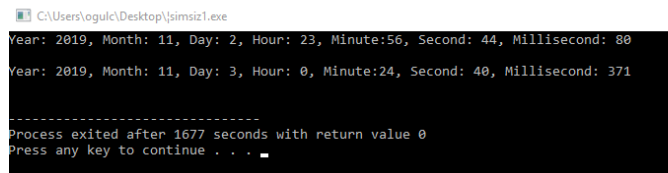 C:\Users\ogulc\Desktop\¦simsiz1.exe
Year: 2019, Month: 11, Day: 2, Hour: 23, Minute:56, Second: 44, Millisecond: 80
Year: 2019, Month: 11, Day: 3, Hour: 0, Minute:24, Second: 40, Millisecond: 371
--------------------------------
Process exited after 1677 seconds with return value 0
Press any key to continue . . .